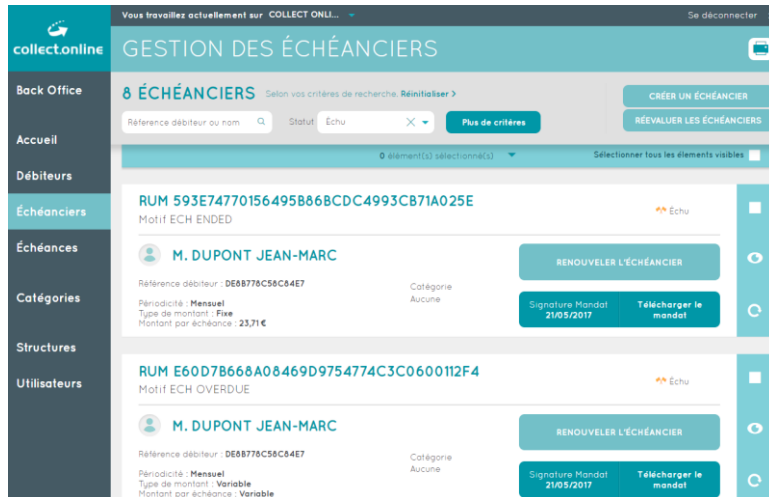 Vous travaillez actuellement sur COLLECT ONLI...
Se déconnecter
collect.online
GESTION DES ÉCHÉANCIERS
Back Office
Accueil
Débiteurs
Échéanciers
Échéances
Catégories
Structures
Utilisateurs
8 ÉCHÉANCIERS Selon vos critères de recherche. Réinitialiser >
CRÉER UN ÉCHÉANCIER
Réference débiteur ou nom
Statut Échu
Plus de critères
RÉEVALUER LES ÉCHÉANCIERS
0 élément(s) sélectionné(s)
Sélectionner tous les élements visibles
RUM 593E74770156495B86BCDC4993CB71A025E
Motif ECH ENDED
Échu
M. DUPONT JEAN-MARC
RENOUVELER L'ÉCHÉANCIER
Référence débiteur : DE8B778C58C84E7
Catégorie
Aucune
Périodicité : Mensuel
Type de montant : Fixe
Montant par échéance : 23,71 €
Signature Mandat
21/05/2017
Télécharger le
mandat
RUM E60D7B668A08469D9754774C3C0600112F4
Motif ECH OVERDUE
Échu
M. DUPONT JEAN-MARC
RENOUVELER L'ÉCHÉANCIER
Référence débiteur : DE8B778C58C84E7
Catégorie
Aucune
Périodicité : Mensuel
Type de montant : Variable
Montant par échéance : Variable
Signature Mandat
21/05/2017
Télécharger le
mandat